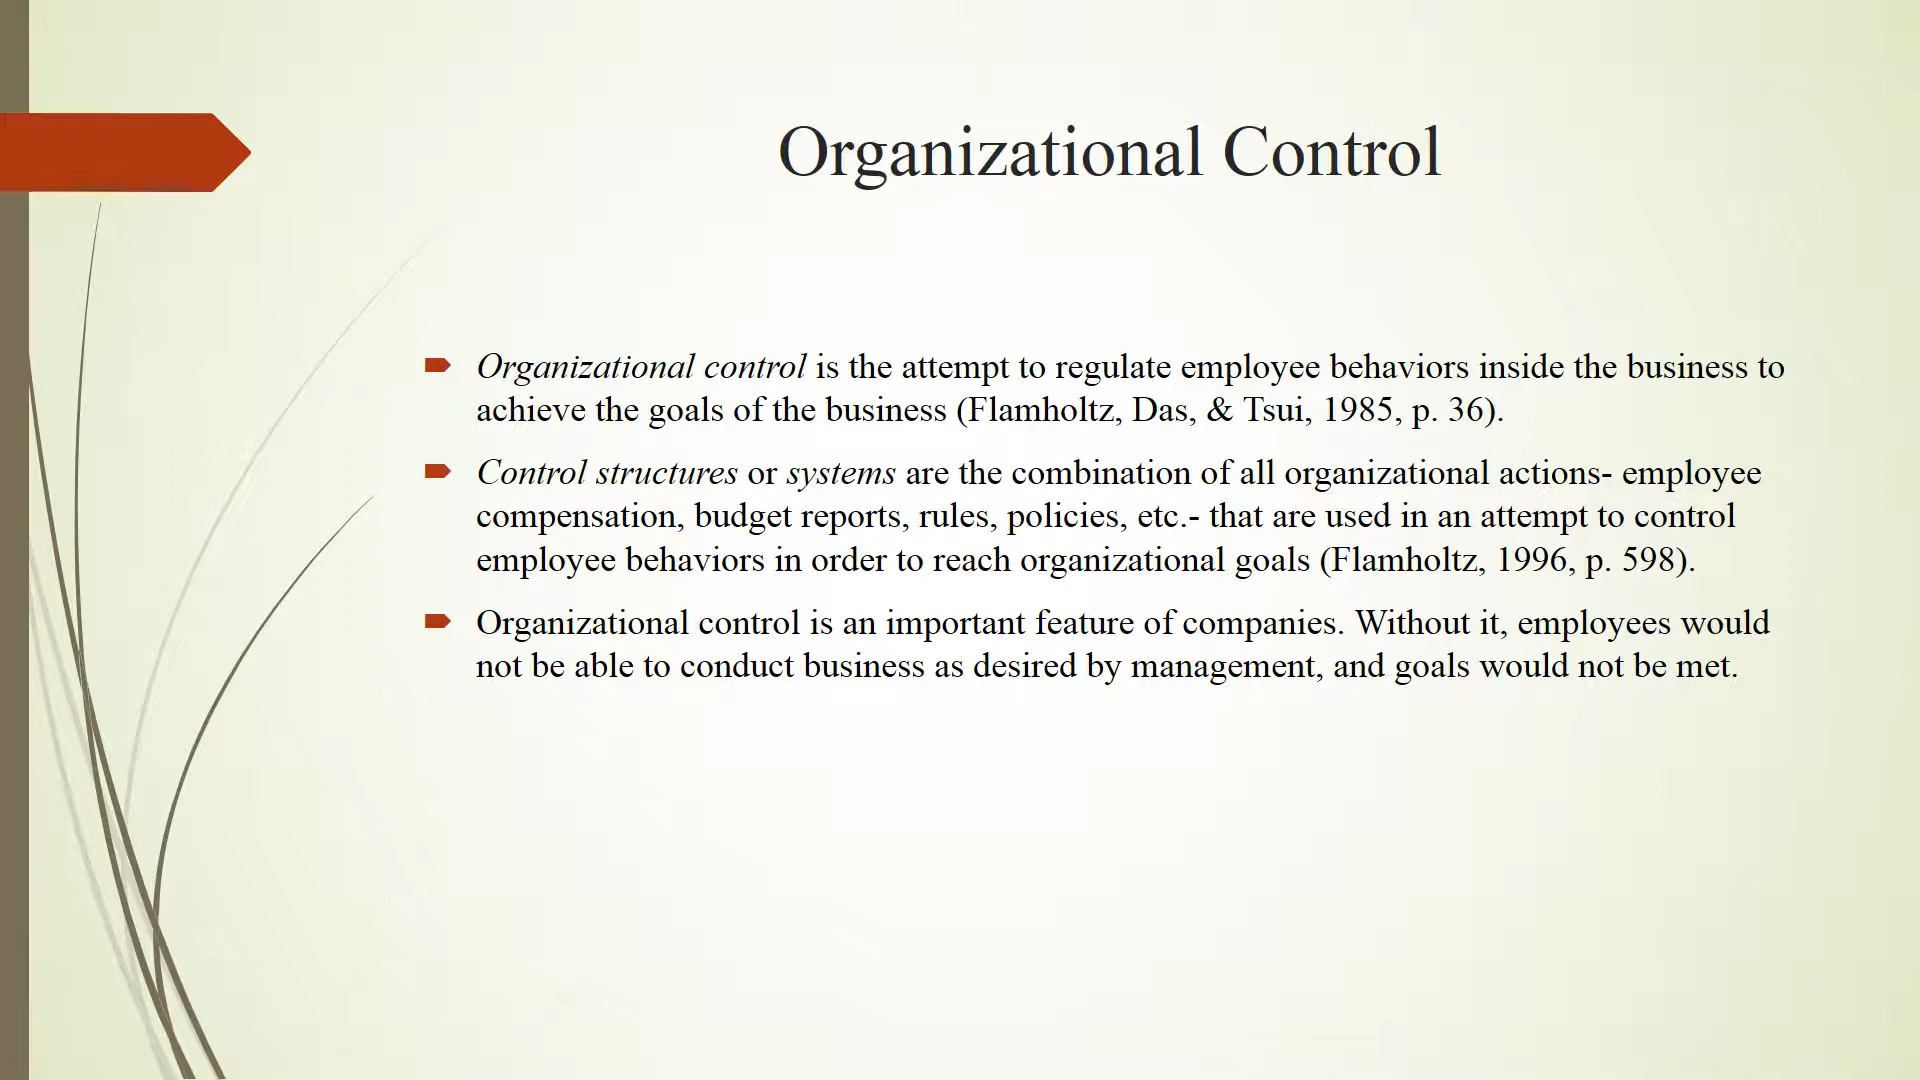 Organizational Control
Organizational control is the attempt to regulate employee behaviors inside the business to
achieve the goals of the business (Flamholtz, Das, & Tsui, 1985, p. 36).
Control structures or systems are the combination of all organizational actions- employee
compensation, budget reports, rules, policies, etc.- that are used in an attempt to control
employee behaviors in order to reach organizational goals (Flamholtz, 1996, p. 598).
Organizational control is an important feature of companies. Without it, employees would
not be able to conduct business as desired by management, and goals would not be met.